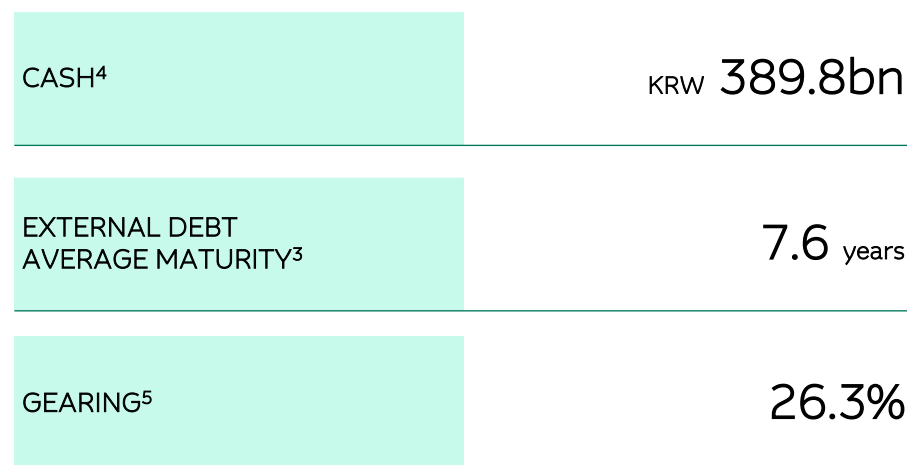 CASH⁴
KRW 389.8bn
EXTERNAL DEBT
AVERAGE MATURITY³
7.6 years
GEARING⁵
26.3%